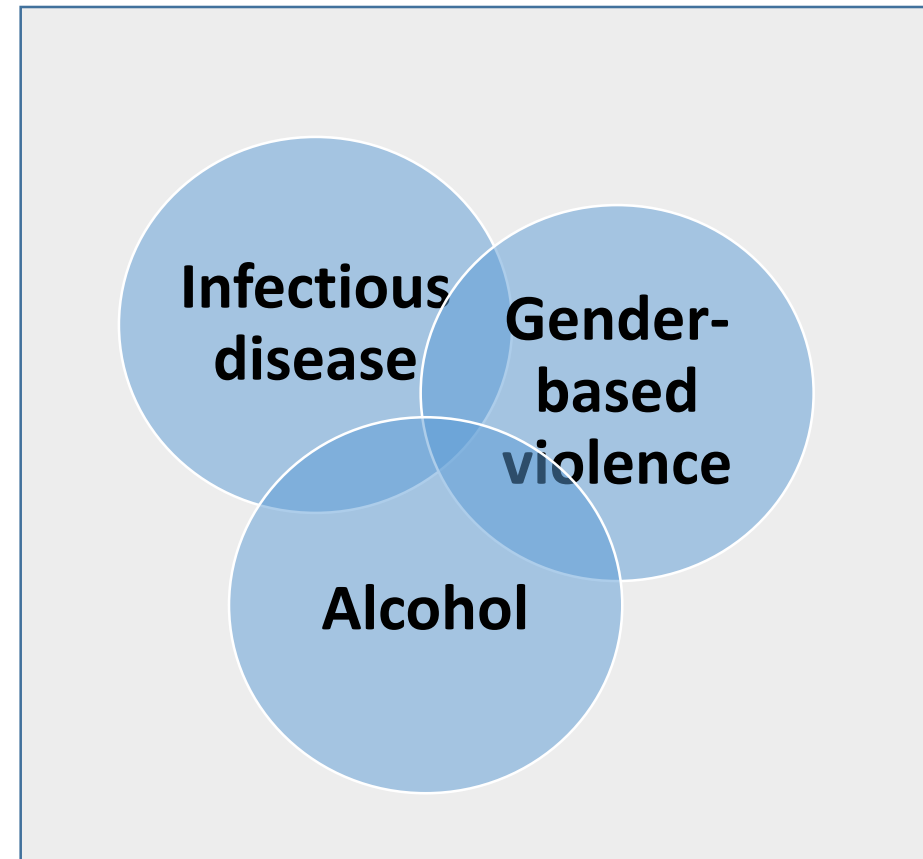 Infectious
disease
Gender-
based
violence
Alcohol